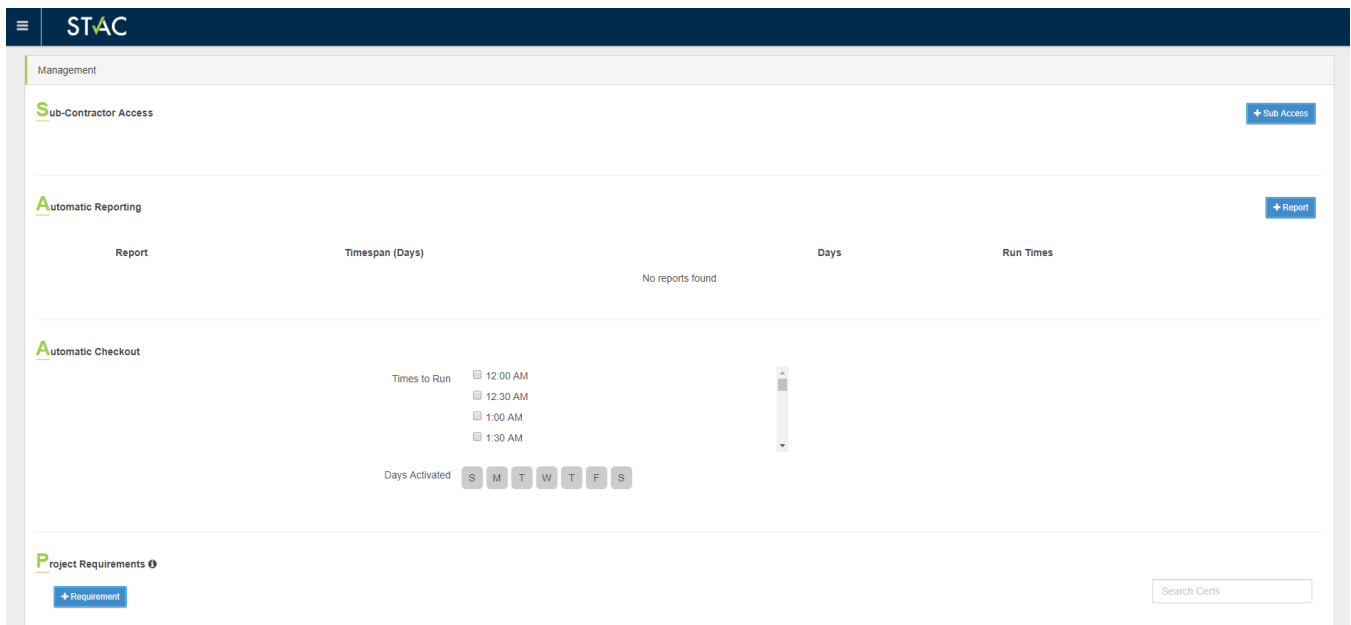 STAC
Management
Sub-Contractor Access
+ Sub Access
Automatic Reporting
+ Report
Report Timespan (Days) Days Run Times
No reports found
Automatic Checkout
Times to Run 12:00 AM
12:30 AM
1:00 AM
1:30 AM
Days Activated S M T W T F S
Project Requirements
+ Requirement
Search Certs